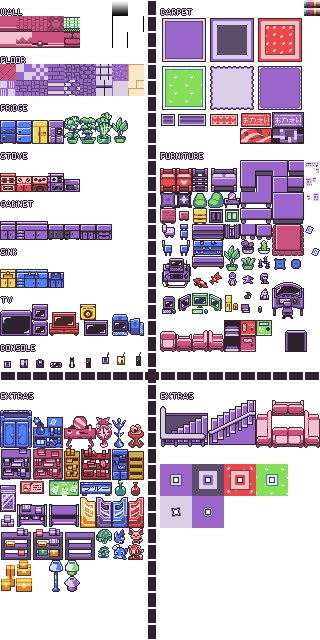 WALL
CARPET
FLOOR
FRIDGE
STOVE
FURNITURE
CABINET
SINK
TV
CONSOLE
EXTRAS
EXTRAS